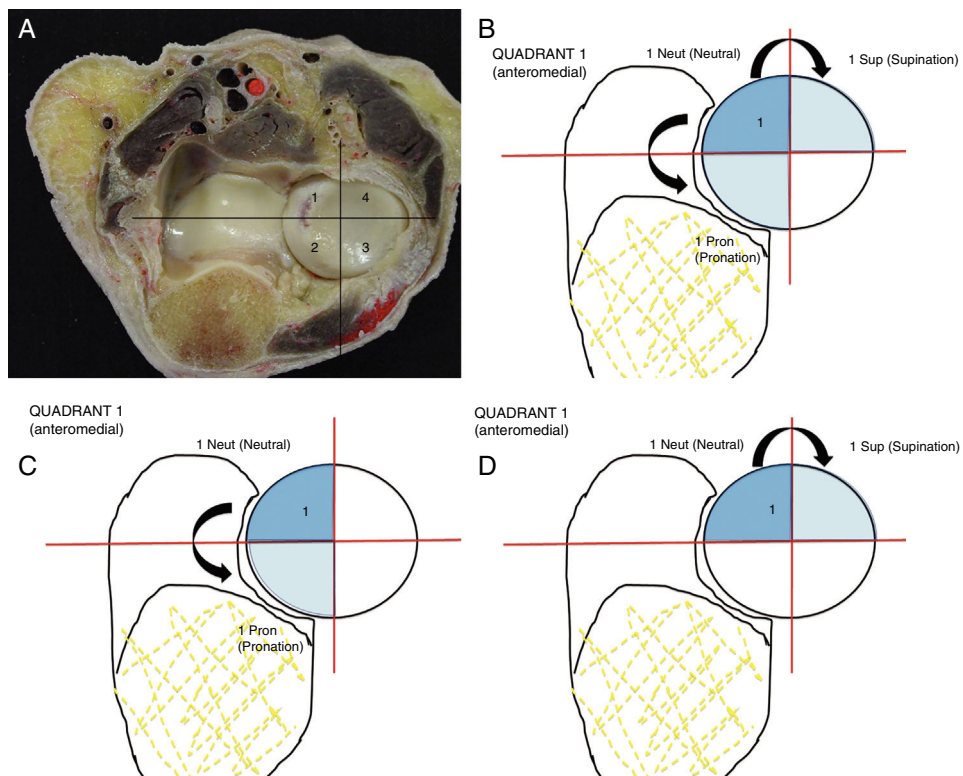 A
1
4
2
3
B
QUADRANT 1
(anteromedial)
1 Neut (Neutral)
1 Sup (Supination)
1
1 Pron
(Pronation)
C
QUADRANT 1
(anteromedial)
1 Neut (Neutral)
1
1 Pron
(Pronation)
D
QUADRANT 1
(anteromedial)
1 Neut (Neutral)
1 Sup (Supination)
1